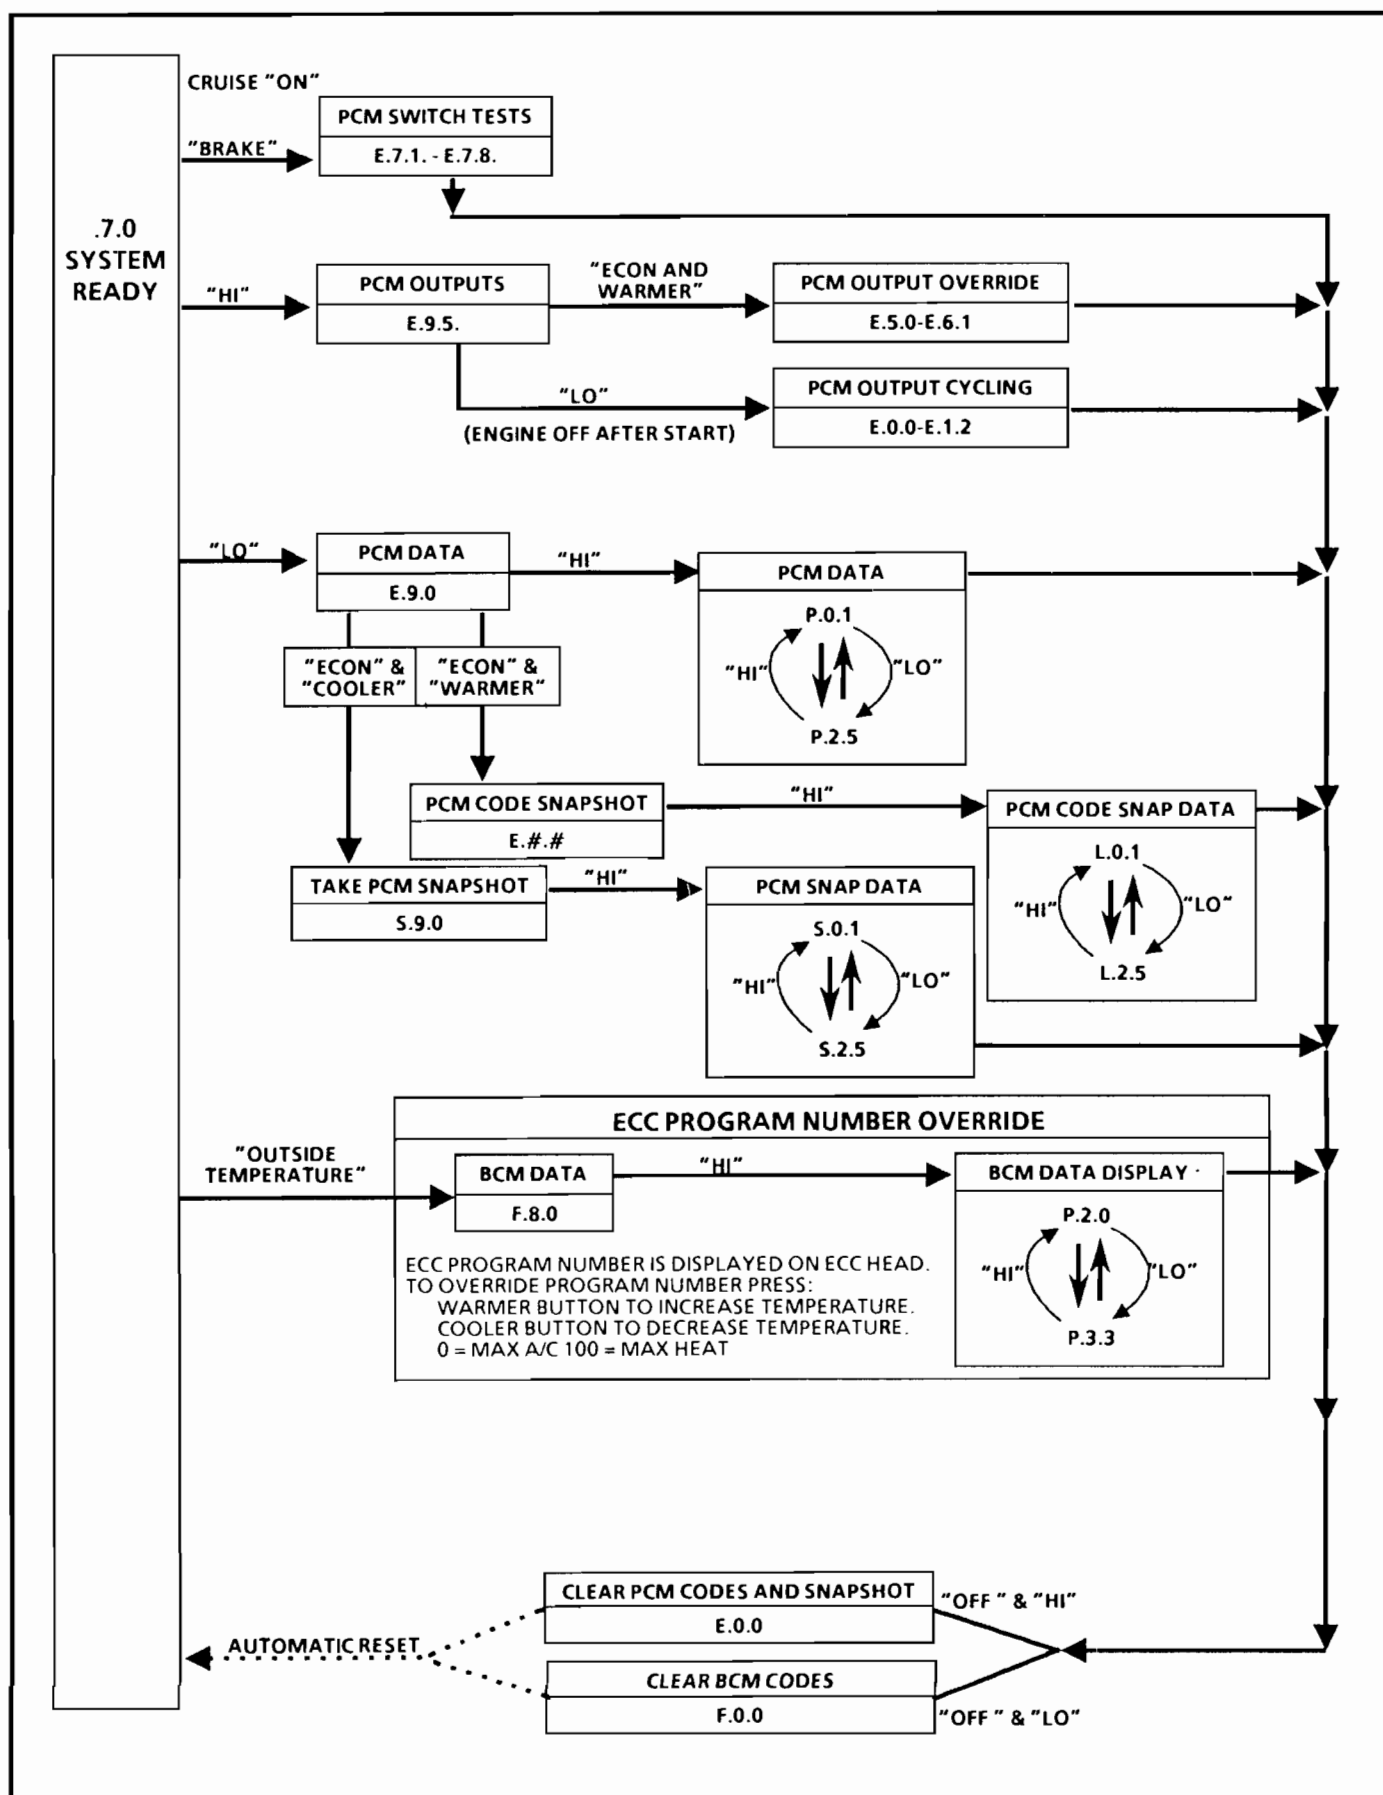 CRUISE "ON"
"BRAKE"
PCM SWITCH TESTS
E.7.1. - E.7.8.
.7.0
SYSTEM
READY
"HI"
PCM OUTPUTS
E.9.5.
"ECON AND
WARMER"
PCM OUTPUT OVERRIDE
E.5.0-E.6.1
"LO"
(ENGINE OFF AFTER START)
PCM OUTPUT CYCLING
E.0.0-E.1.2
"LO"
PCM DATA
E.9.0
"HI"
PCM DATA
P.0.1
"HI"
"LO"
P.2.5
"ECON" &
"COOLER"
"ECON" &
"WARMER"
PCM CODE SNAPSHOT
E.#.#
"HI"
PCM CODE SNAP DATA
L.0.1
"HI"
"LO"
L.2.5
TAKE PCM SNAPSHOT
S.9.0
"HI"
PCM SNAP DATA
S.0.1
"HI"
"LO"
S.2.5
ECC PROGRAM NUMBER OVERRIDE
"OUTSIDE
TEMPERATURE"
BCM DATA
F.8.0
"HI"
BCM DATA DISPLAY
P.2.0
"HI"
"LO"
P.3.3
ECC PROGRAM NUMBER IS DISPLAYED ON ECC HEAD.
TO OVERRIDE PROGRAM NUMBER PRESS:
WARMER BUTTON TO INCREASE TEMPERATURE.
COOLER BUTTON TO DECREASE TEMPERATURE.
0 = MAX A/C 100 = MAX HEAT
CLEAR PCM CODES AND SNAPSHOT
E.0.0
"OFF" & "HI"
AUTOMATIC RESET
CLEAR BCM CODES
F.0.0
"OFF" & "LO"